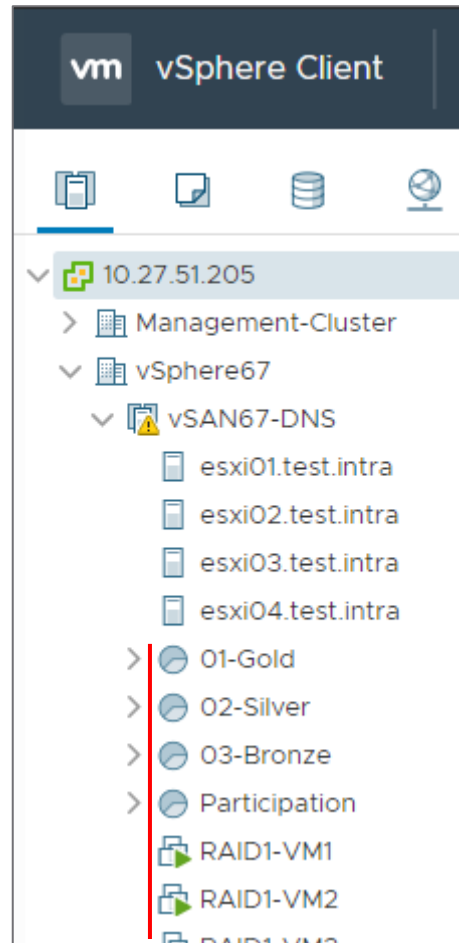 vm vSphere Client
10.27.51.205
Management-Cluster
vSphere67
vSAN67-DNS
esxi01.test.intra
esxi02.test.intra
esxi03.test.intra
esxi04.test.intra
01-Gold
02-Silver
03-Bronze
Participation
RAID1-VM1
RAID1-VM2